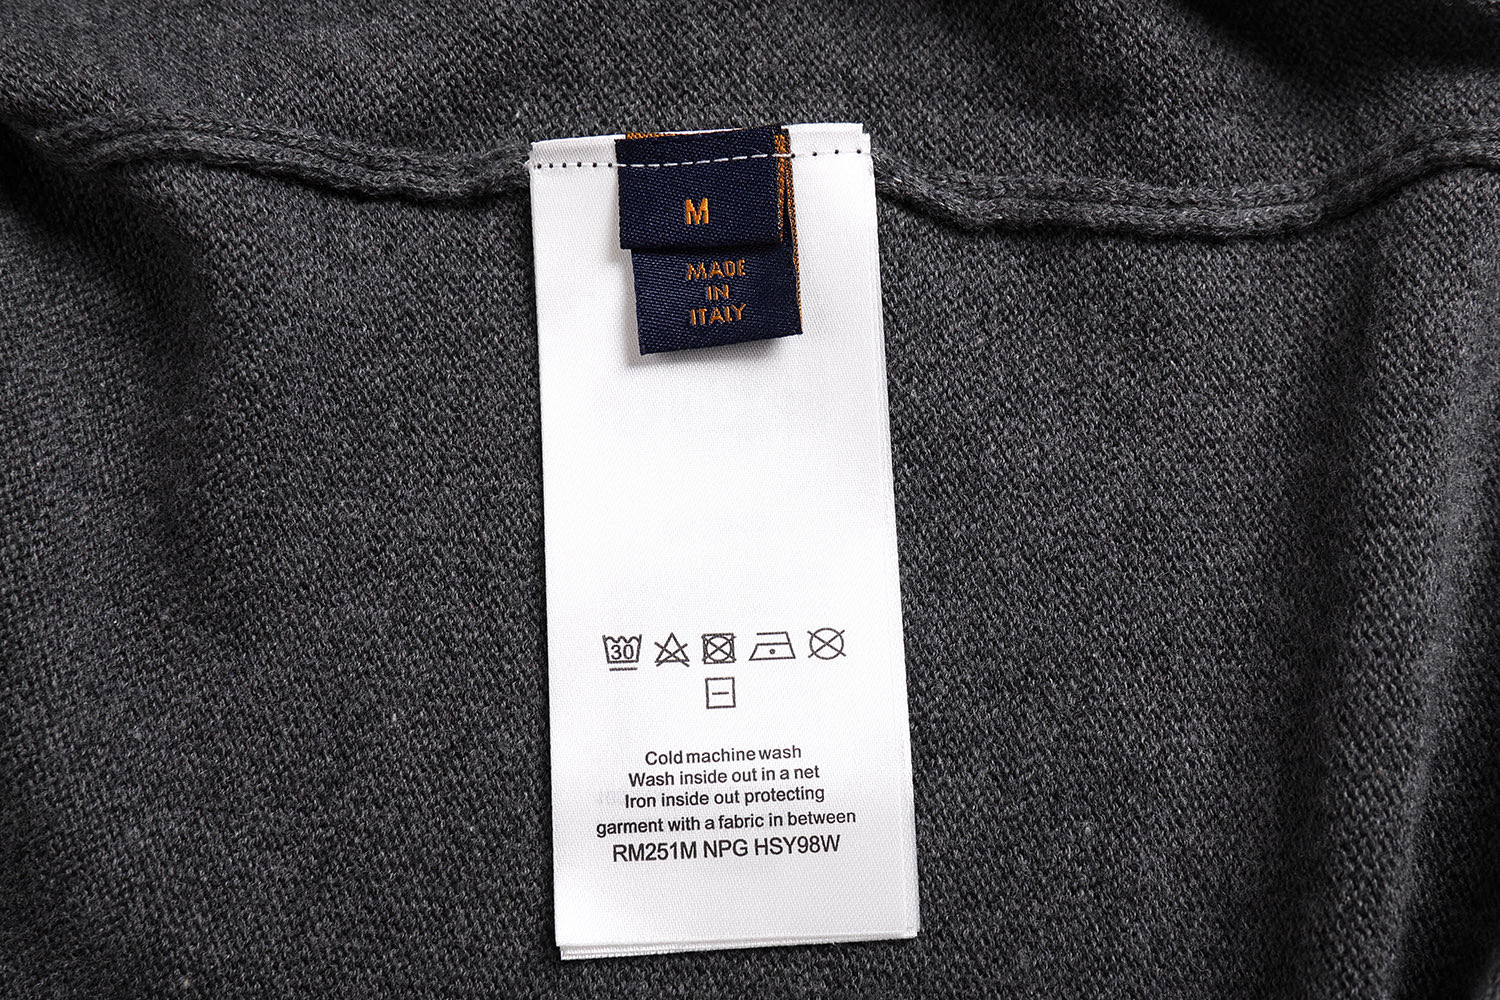 M
MADE
IN
ITALY
30
Cold machine wash
Wash inside out in a net
Iron inside out protecting
garment with a fabric in between
RM251M NPG HSY98W